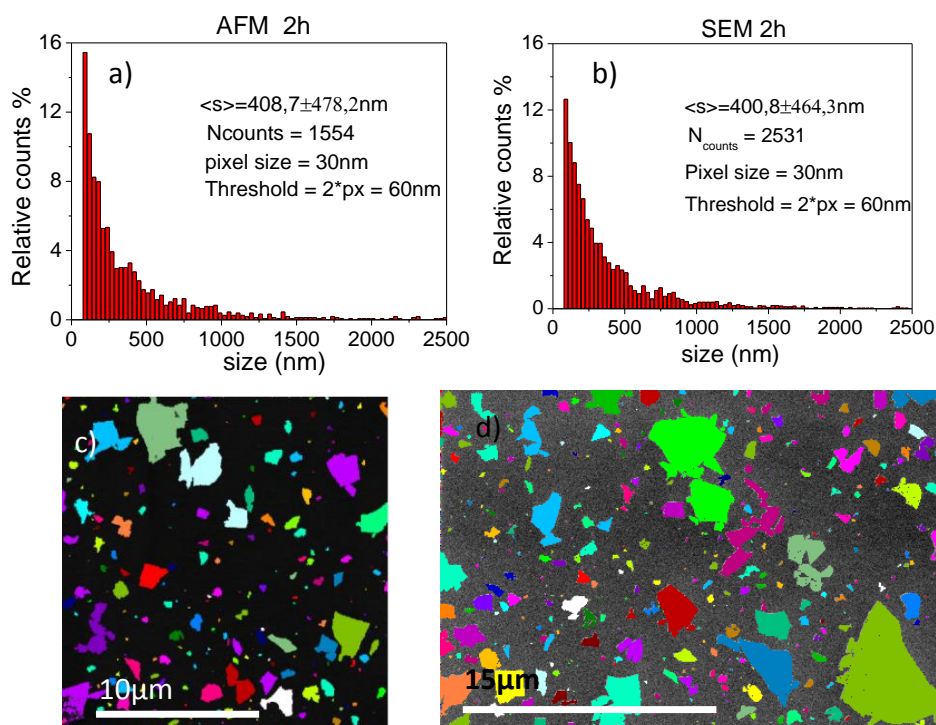 AFM 2h
a)
<s>=408,7±478,2nm
Ncounts = 1554
pixel size = 30nm
Threshold = 2*px = 60nm
Relative counts %
16
12
8
4
0
0 500 1000 1500 2000 2500
size (nm)
SEM 2h
b)
<s>=400,8±464,3nm
Ncounts = 2531
Pixel size = 30nm
Threshold = 2*px = 60nm
Relative counts %
16
12
8
4
0
0 500 1000 1500 2000 2500
size (nm)
c)
10µm
d)
15µm